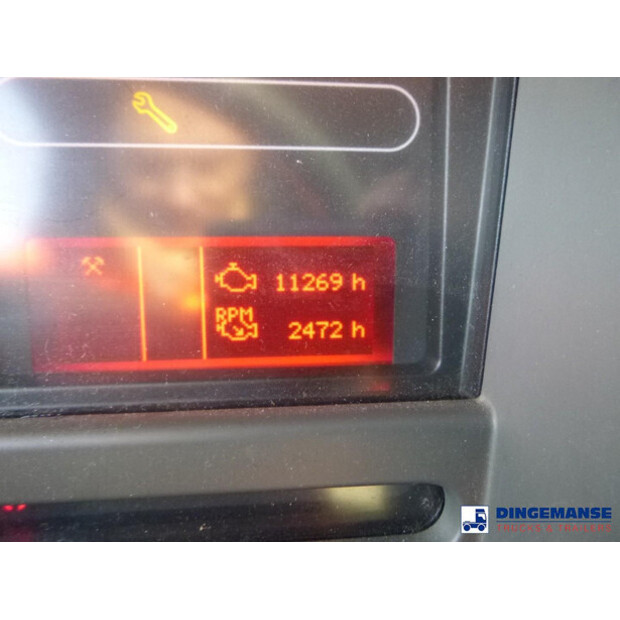 11269 h
RPM
2472 h
DINGEMANSE
TRUCKS & TRAILERS